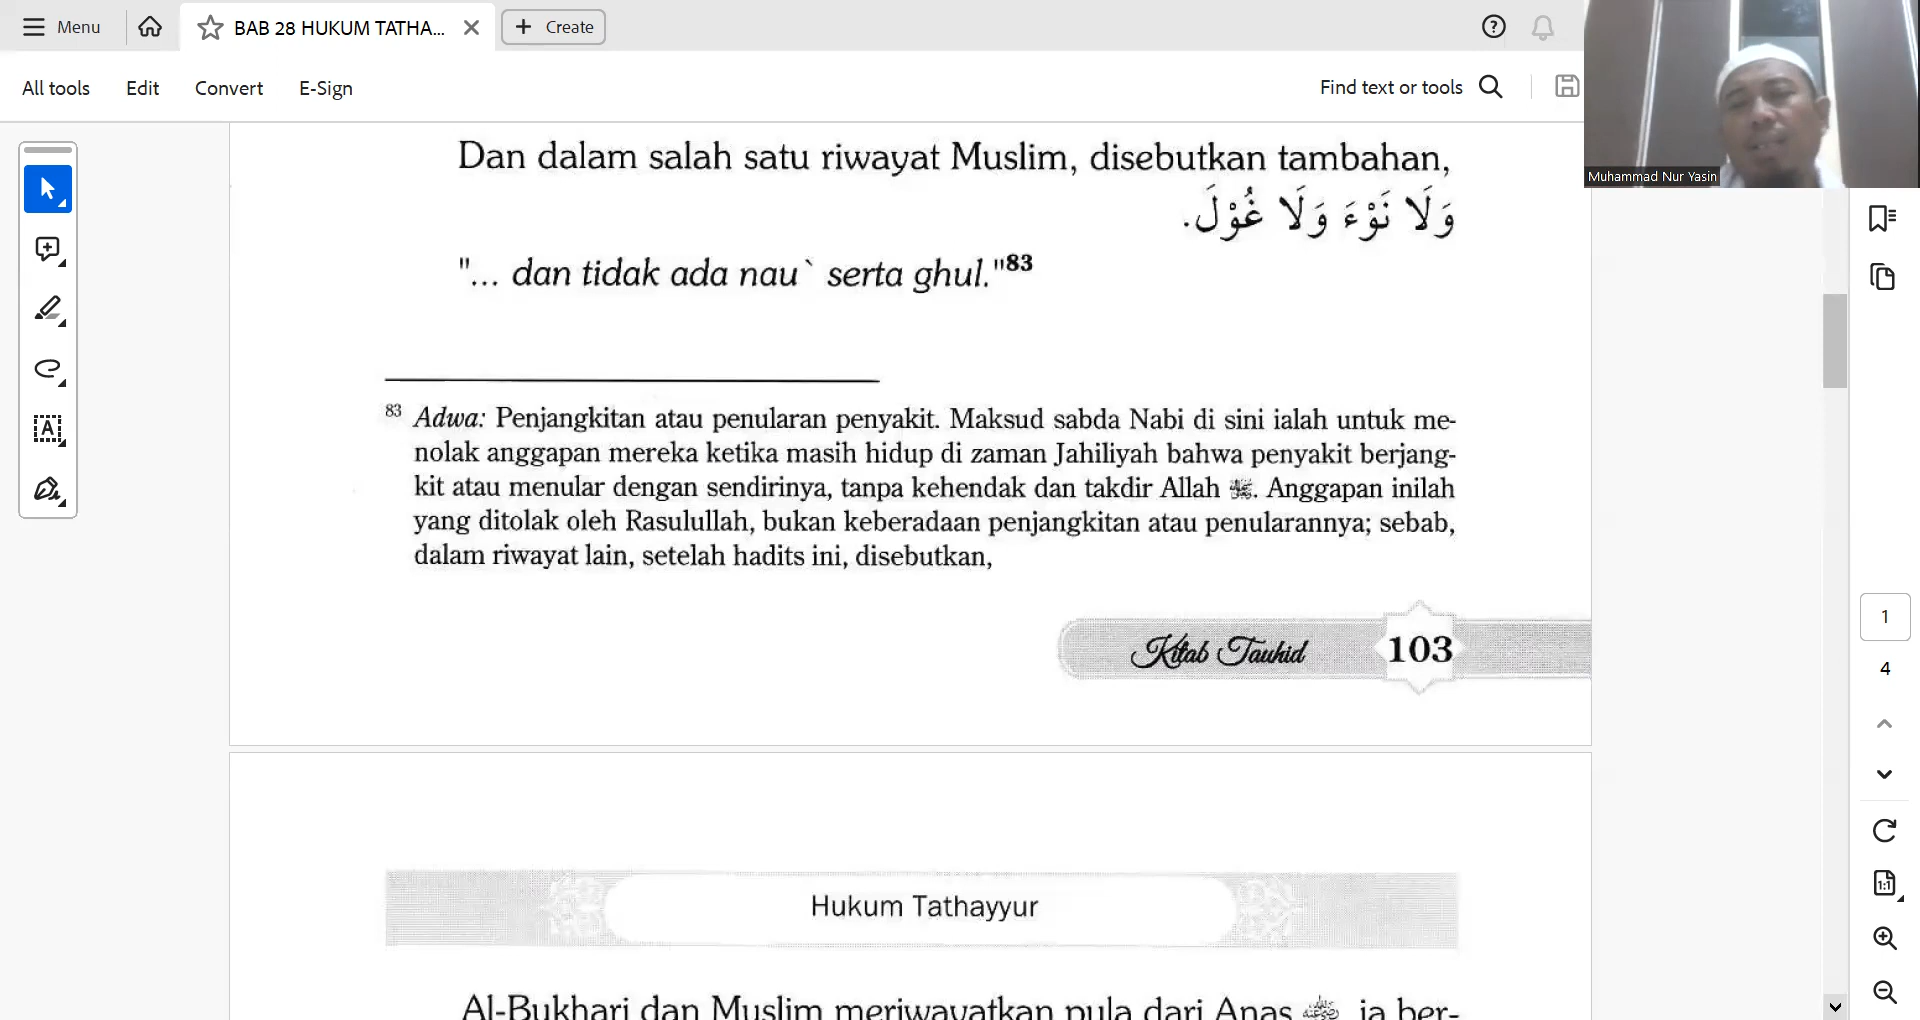 Menu
BAB 28 HUKUM TATHA...
Create
All tools
Edit
Convert
E-Sign
Find text or tools
Muhammad Nur Yasin
Dan dalam salah satu riwayat Muslim, disebutkan tambahan,
وَلَا نَوْءَ وَلَا غُوْلَ.
"... dan tidak ada nau` serta ghul."83
83 Adwa: Penjangkitan atau penularan penyakit. Maksud sabda Nabi di sini ialah untuk me-
nolak anggapan mereka ketika masih hidup di zaman Jahiliyah bahwa penyakit berjang-
kit atau menular dengan sendirinya, tanpa kehendak dan takdir Allah. Anggapan inilah
yang ditolak oleh Rasulullah, bukan keberadaan penjangkitan atau penularannya; sebab,
dalam riwayat lain, setelah hadits ini, disebutkan,
Kitab Tauhid 103
1
4
1:1
Hukum Tathayyur
Al-Bukhari dan Muslim meriwayatkan pula dari Anas ia ber-